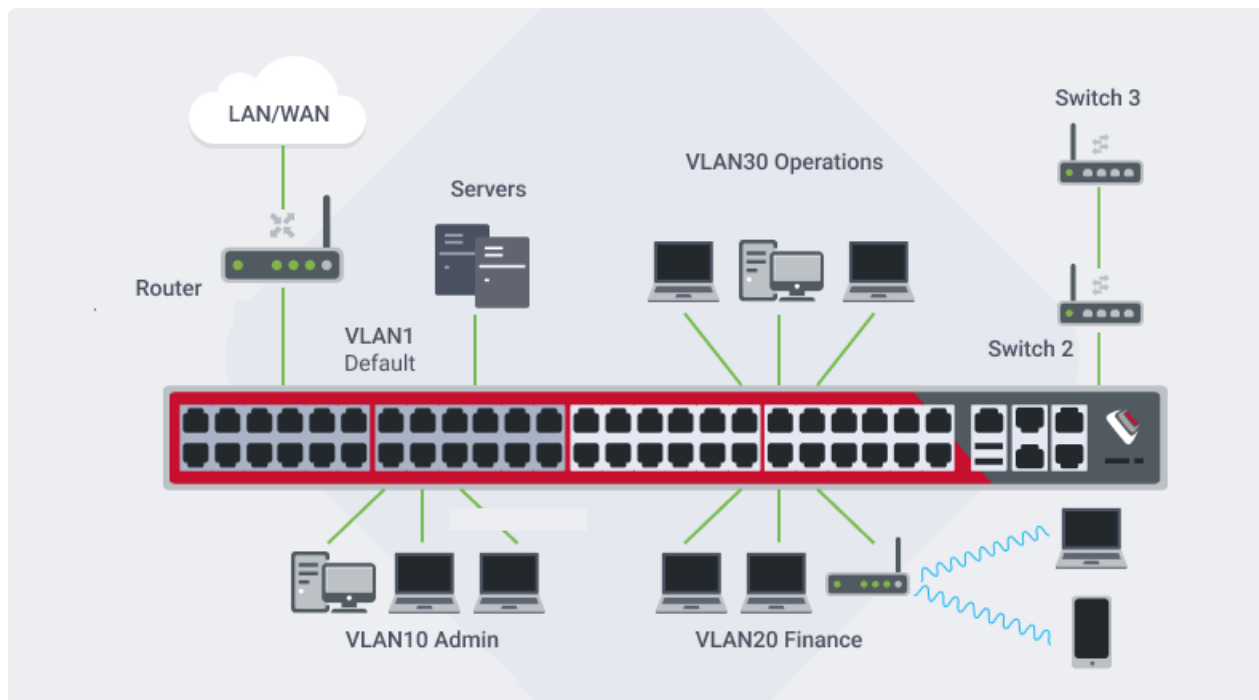 LAN/WAN
Switch 3
VLAN30 Operations
Servers
Router
VLAN1
Default
Switch 2
VLAN10 Admin
VLAN20 Finance